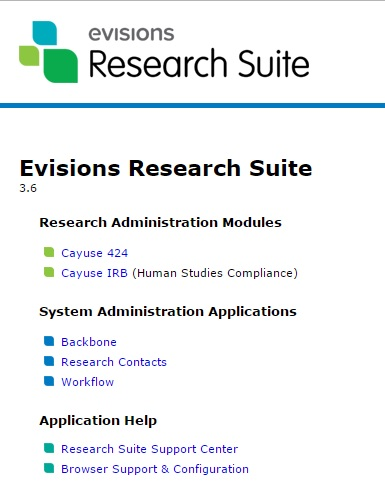 evisions
Research Suite
Evisions Research Suite
3.6
Research Administration Modules
Cayuse 424
Cayuse IRB (Human Studies Compliance)
System Administration Applications
Backbone
Research Contacts
Workflow
Application Help
Research Suite Support Center
Browser Support & Configuration